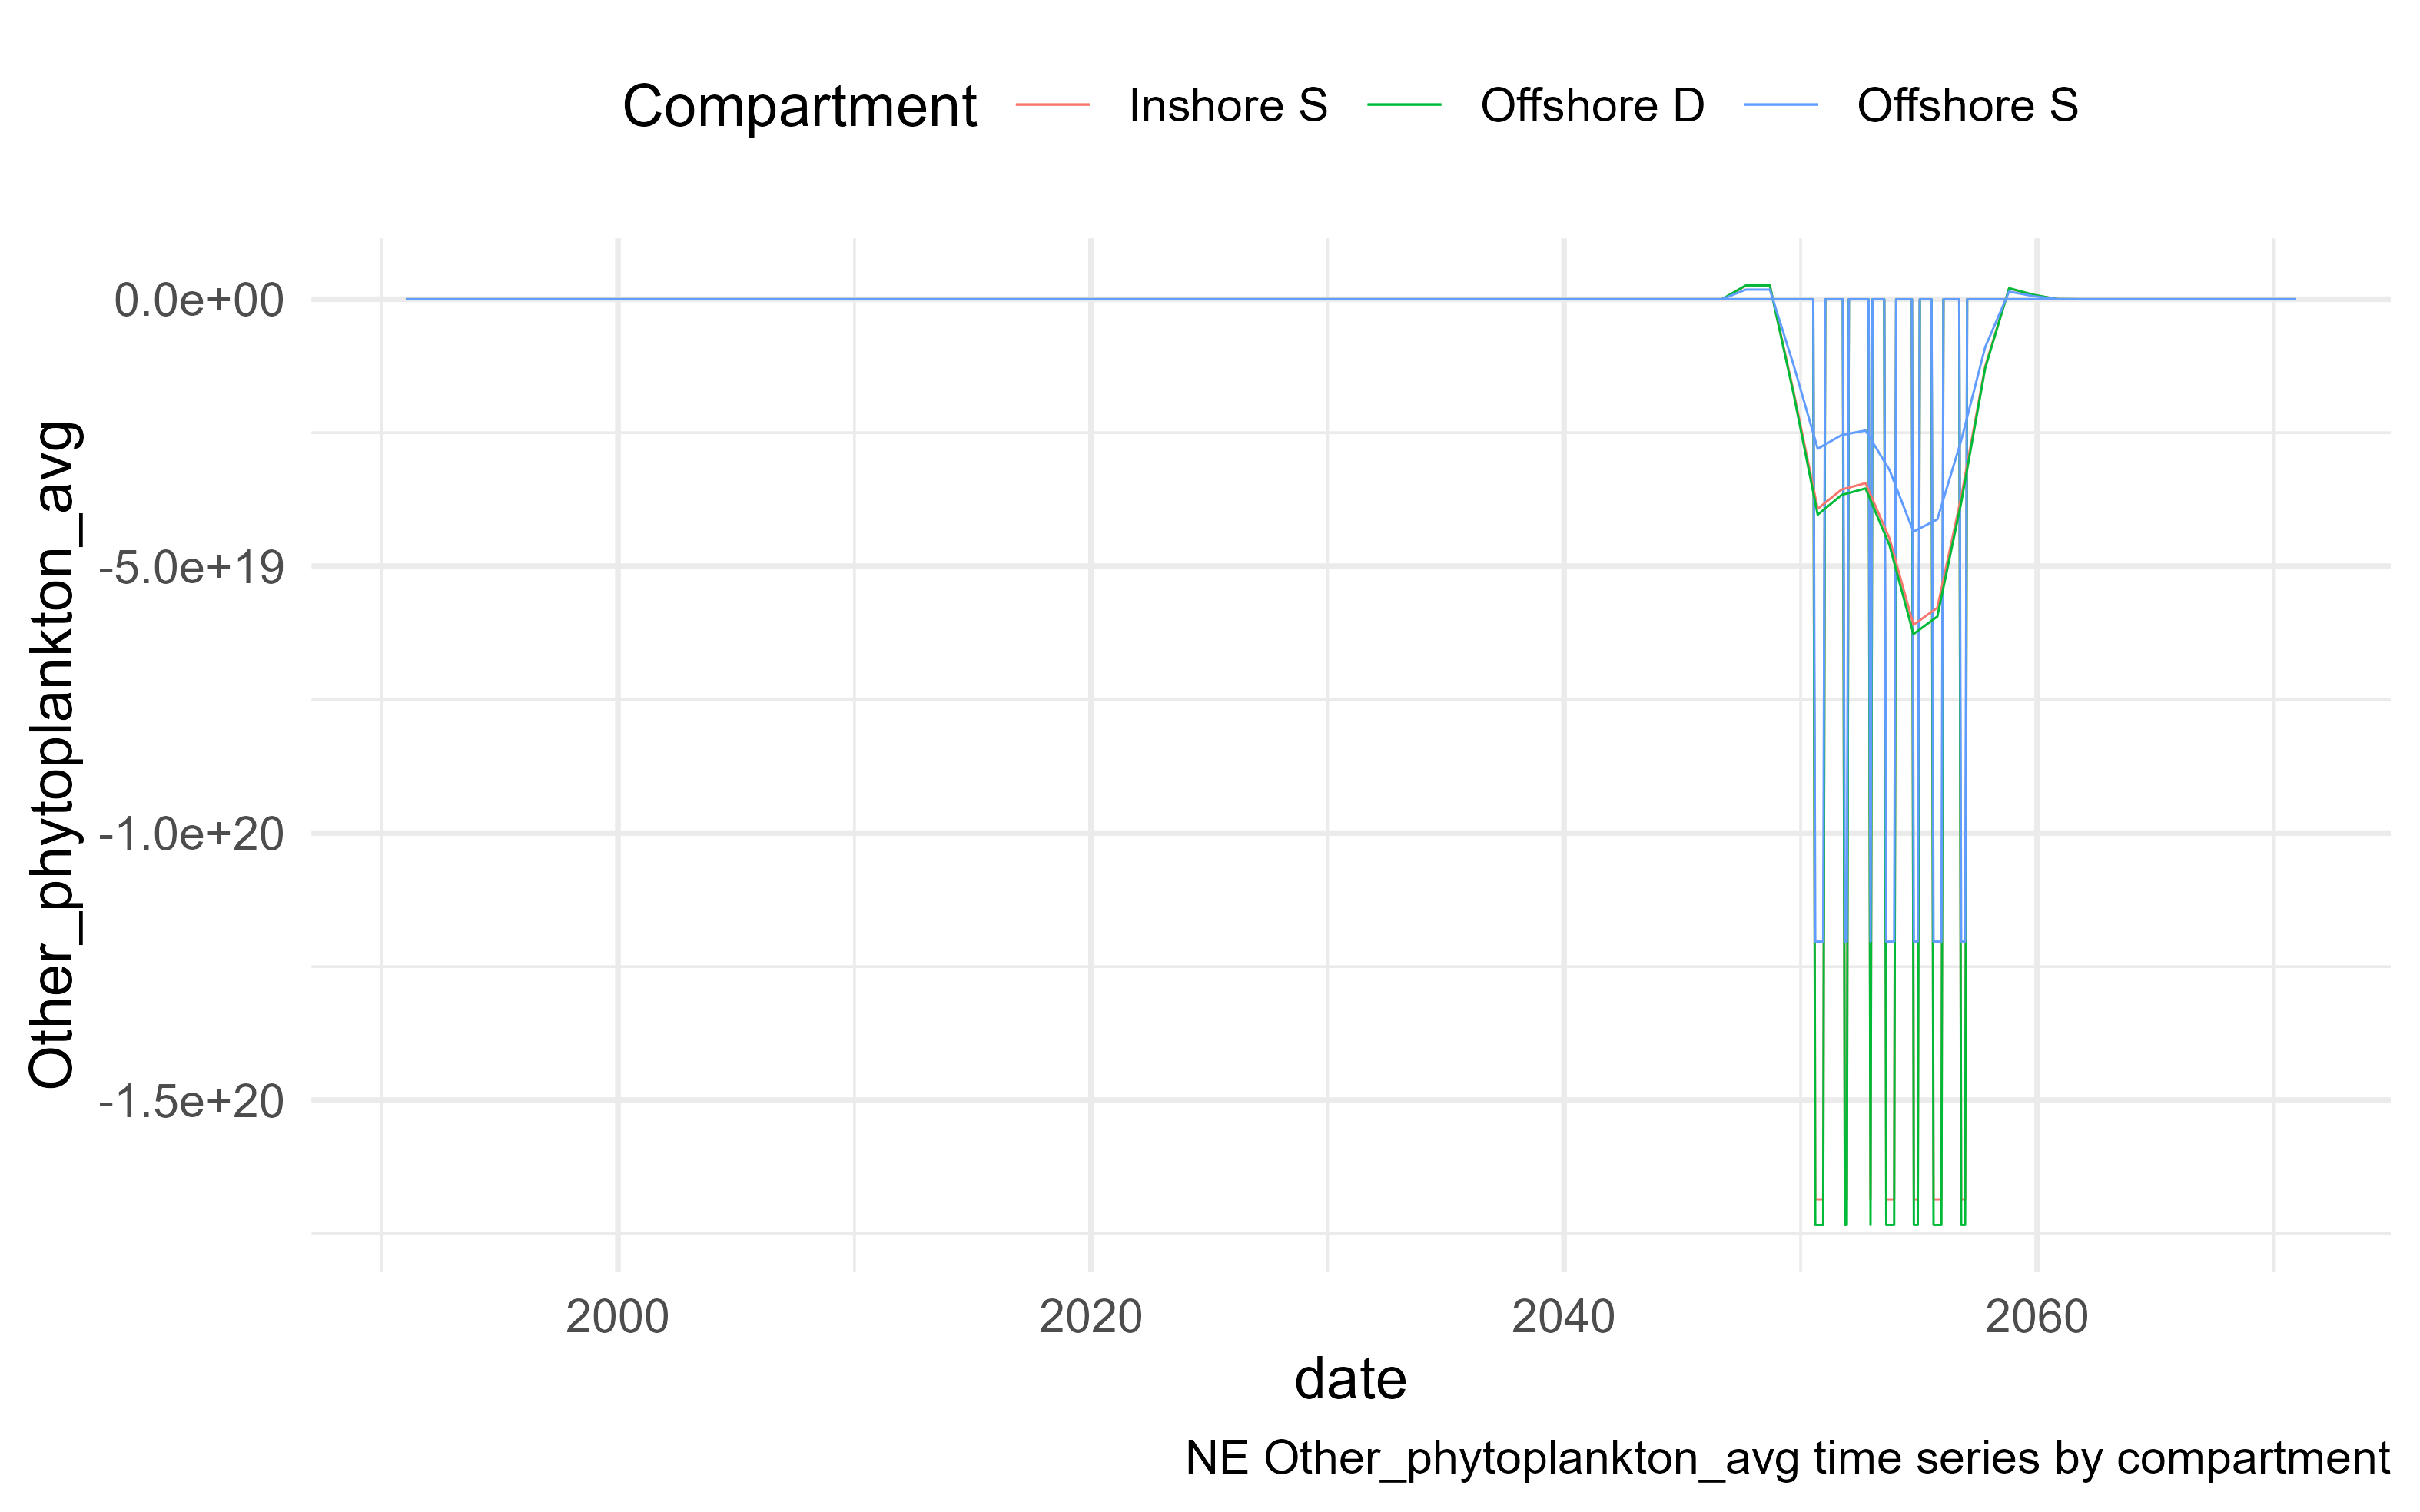 Compartment Inshore S Offshore D Offshore S
Other_phytoplankton_avg
0.0e+00
-5.0e+19
-1.0e+20
-1.5e+20
2000 2020 2040 2060
date
NE Other_phytoplankton_avg time series by compartment